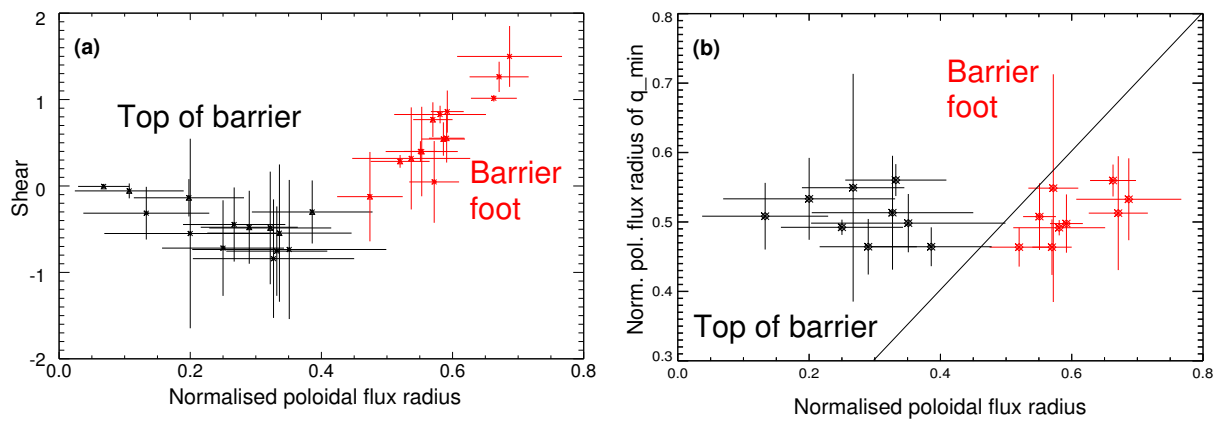 (a)
Top of barrier
Barrier
foot
Shear
2
1
0
-1
-2
0.0 0.2 0.4 0.6 0.8
Normalised poloidal flux radius
(b)
Barrier
foot
Top of barrier
Norm. pol. flux radius of q_min
0.8
0.7
0.6
0.5
0.4
0.3
0.0 0.2 0.4 0.6 0.8
Normalised poloidal flux radius